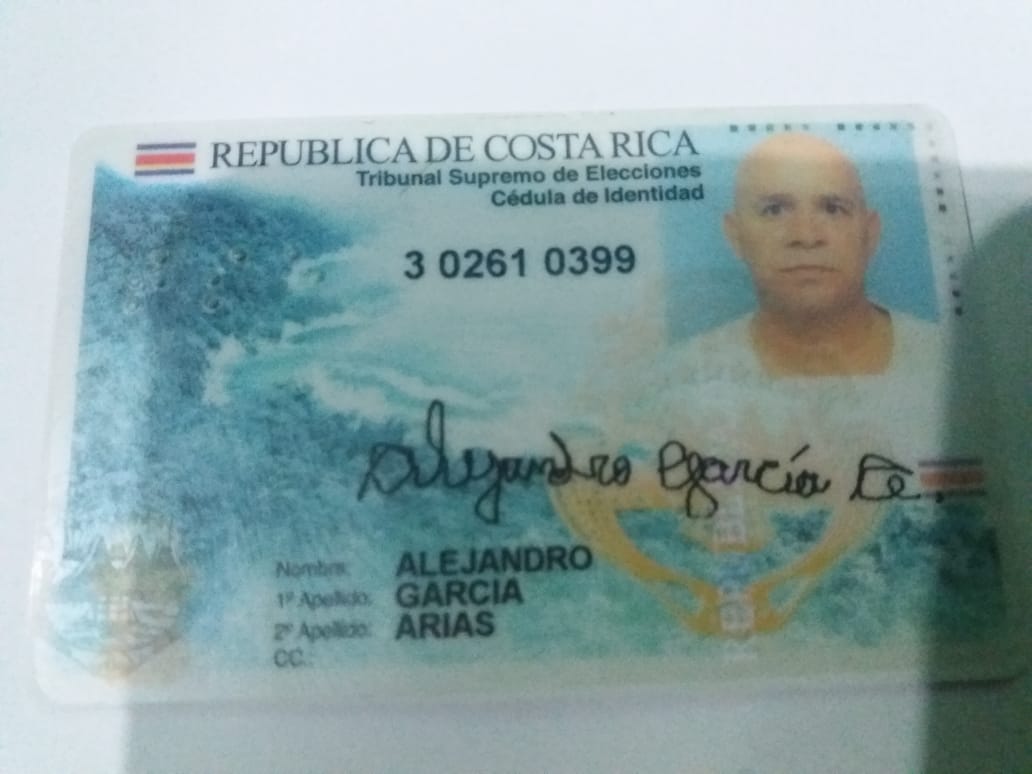 REPUBLICA DE COSTA RICA
Tribunal Supremo de Elecciones
Cédula de Identidad
3 0261 0399
Alejandro Garcia
Nombre: ALEJANDRO
1º Apellido: GARCIA
2º Apellido: ARIAS
CC.: